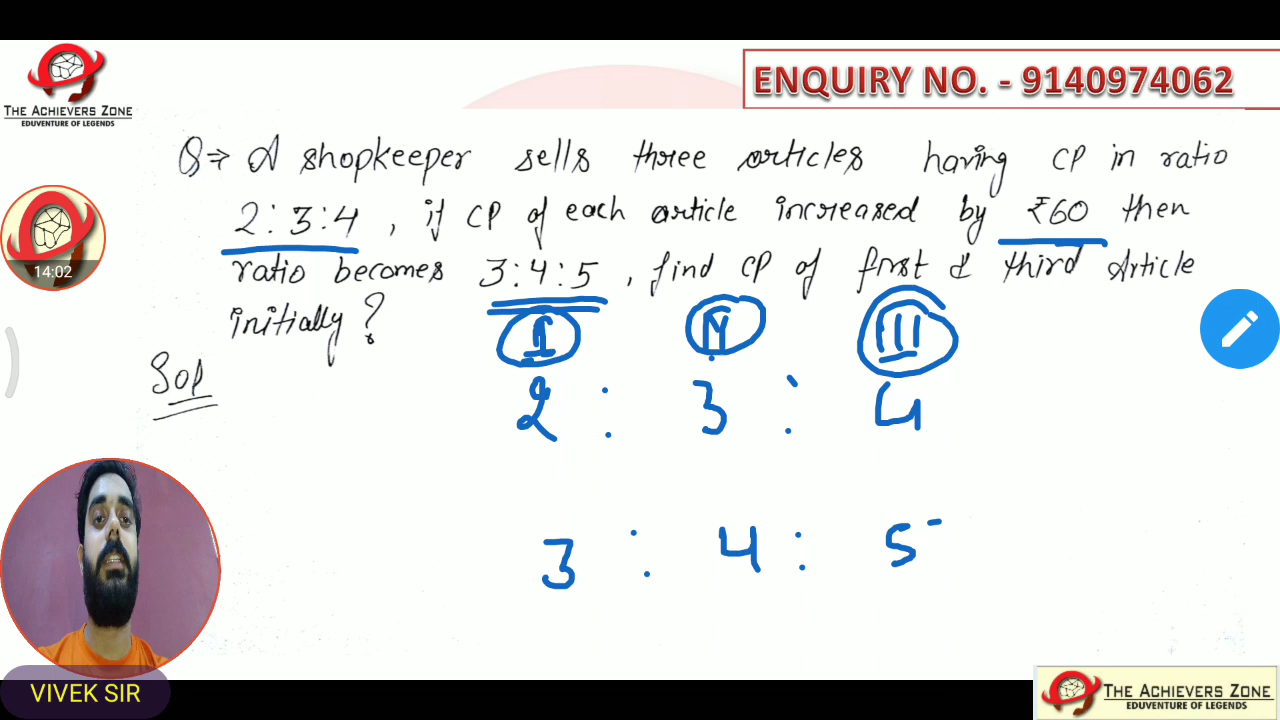 THE ACHIEVERS ZONE
EDUVENTURE OF LEGENDS
ENQUIRY NO. - 9140974062
Q⇒ A shopkeeper sells three articles having CP in ratio
2:3:4, if CP of each article increased by ₹60 then
ratio becomes 3:4:5, find CP of first & third Article
initially?
14:02
Sol
I II III
2 : 3 : 4
3 : 4 : 5
VIVEK SIR
THE ACHIEVERS ZONE
EDUVENTURE OF LEGENDS